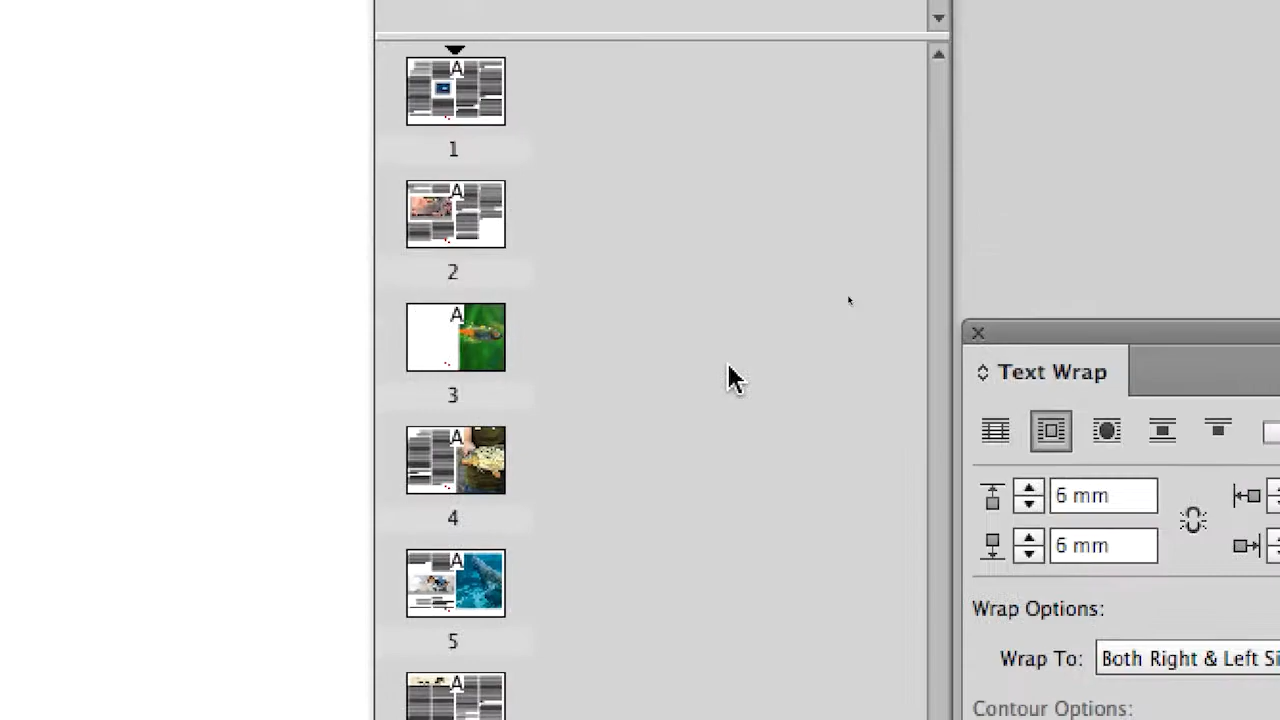 A
1
A
2
A
3
A
4
A
5
A
Text Wrap
6 mm
6 mm
Wrap Options:
Wrap To: Both Right & Left Si
Contour Options: